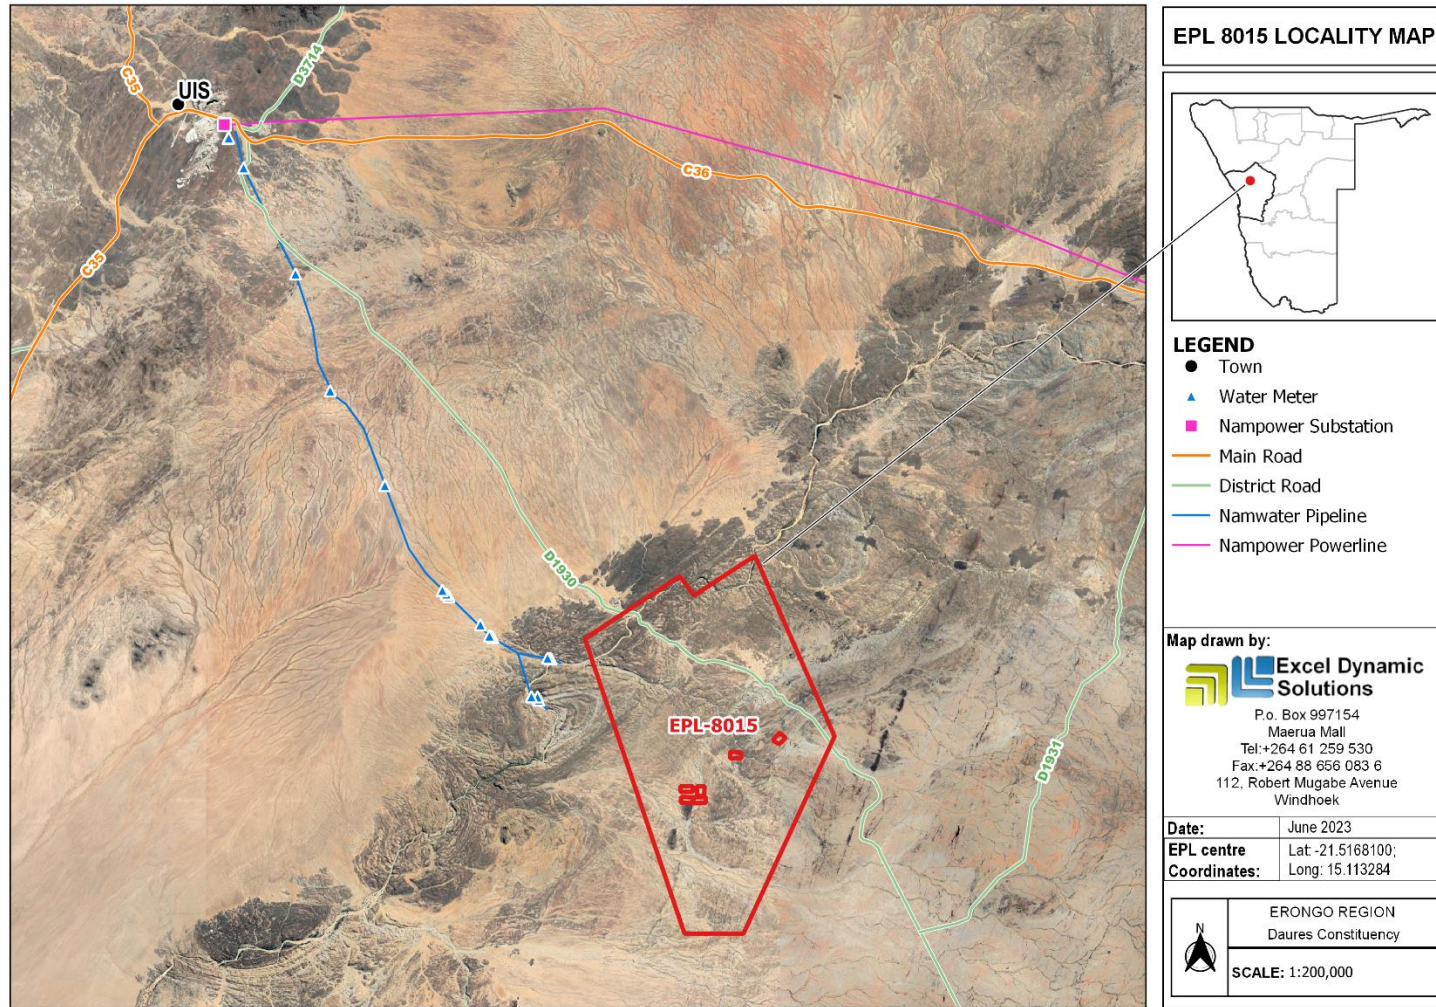 EPL 8015 LOCALITY MAP
UIS
C35
D3714
C36
C35
D1930
EPL-8015
D1931
LEGEND
Town
Water Meter
Nampower Substation
Main Road
District Road
Namwater Pipeline
Nampower Powerline
Map drawn by:
Excel Dynamic
Solutions
P.o. Box 997154
Maerua Mall
Tel:+264 61 259 530
Fax:+264 88 656 083 6
112, Robert Mugabe Avenue
Windhoek
Date: June 2023
EPL centre Lat:-21.5168100;
Coordinates: Long: 15.113284
N
ERONGO REGION
Daures Constituency
SCALE: 1:200,000